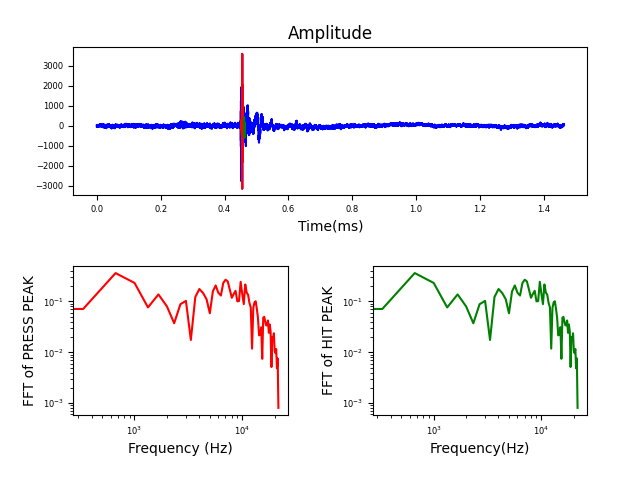 Amplitude
3000
2000
1000
0
−1000
−2000
−3000
0.0 0.2 0.4 0.6 0.8 1.0 1.2 1.4
Time(ms)
FFT of PRESS PEAK
10⁻¹
10⁻²
10⁻³
10³ 10⁴
Frequency (Hz)
FFT of HIT PEAK
10⁻¹
10⁻²
10⁻³
10³ 10⁴
Frequency(Hz)